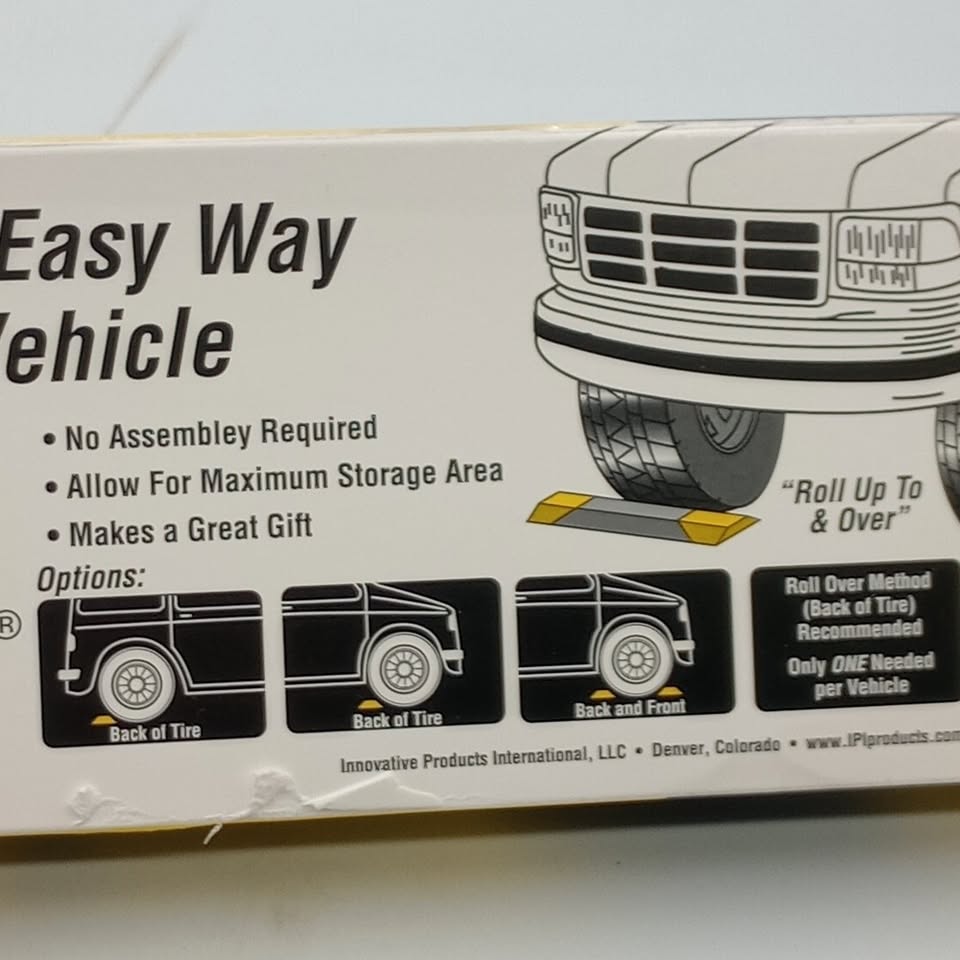 Easy Way
Vehicle
• No Assembley Required
• Allow For Maximum Storage Area
• Makes a Great Gift
"Roll Up To
& Over"
Options:
®
Back of Tire
Back of Tire
Back and Front
Roll Over Method
(Back of Tire)
Recommended
Only ONE Needed
per Vehicle
Innovative Products International, LLC • Denver, Colorado • www.IPIproducts.com